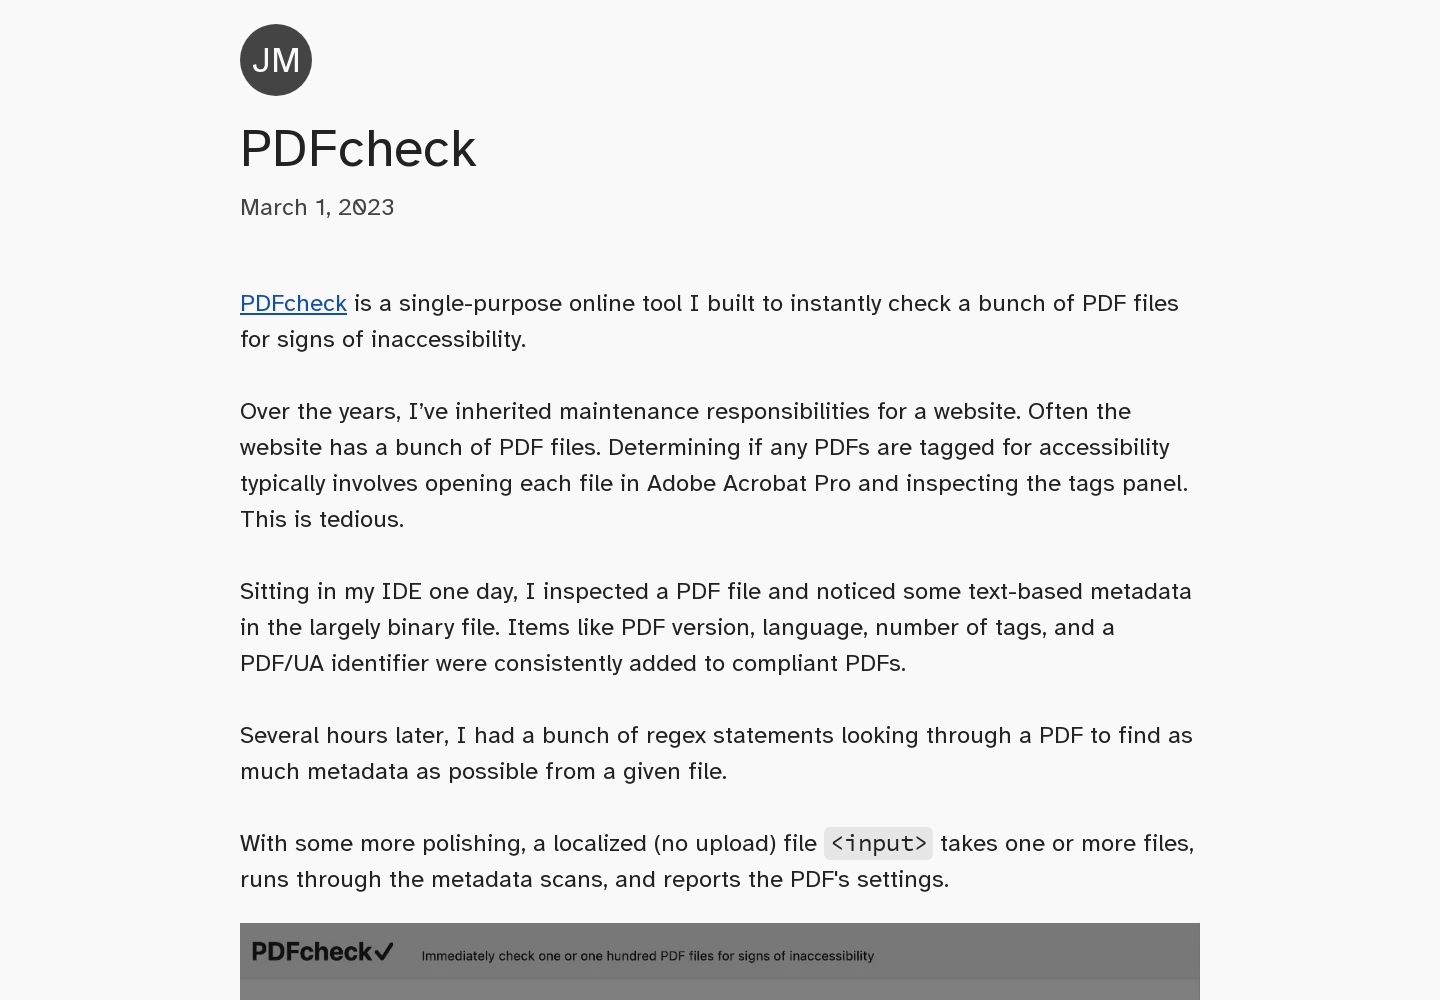 JM
PDFcheck
March 1, 2023
PDFcheck is a single-purpose online tool I built to instantly check a bunch of PDF files
for signs of inaccessibility.
Over the years, I’ve inherited maintenance responsibilities for a website. Often the
website has a bunch of PDF files. Determining if any PDFs are tagged for accessibility
typically involves opening each file in Adobe Acrobat Pro and inspecting the tags panel.
This is tedious.
Sitting in my IDE one day, I inspected a PDF file and noticed some text-based metadata
in the largely binary file. Items like PDF version, language, number of tags, and a
PDF/UA identifier were consistently added to compliant PDFs.
Several hours later, I had a bunch of regex statements looking through a PDF to find as
much metadata as possible from a given file.
With some more polishing, a localized (no upload) file <input> takes one or more files,
runs through the metadata scans, and reports the PDF's settings.
PDFcheck✓ Immediately check one or one hundred PDF files for signs of inaccessibility